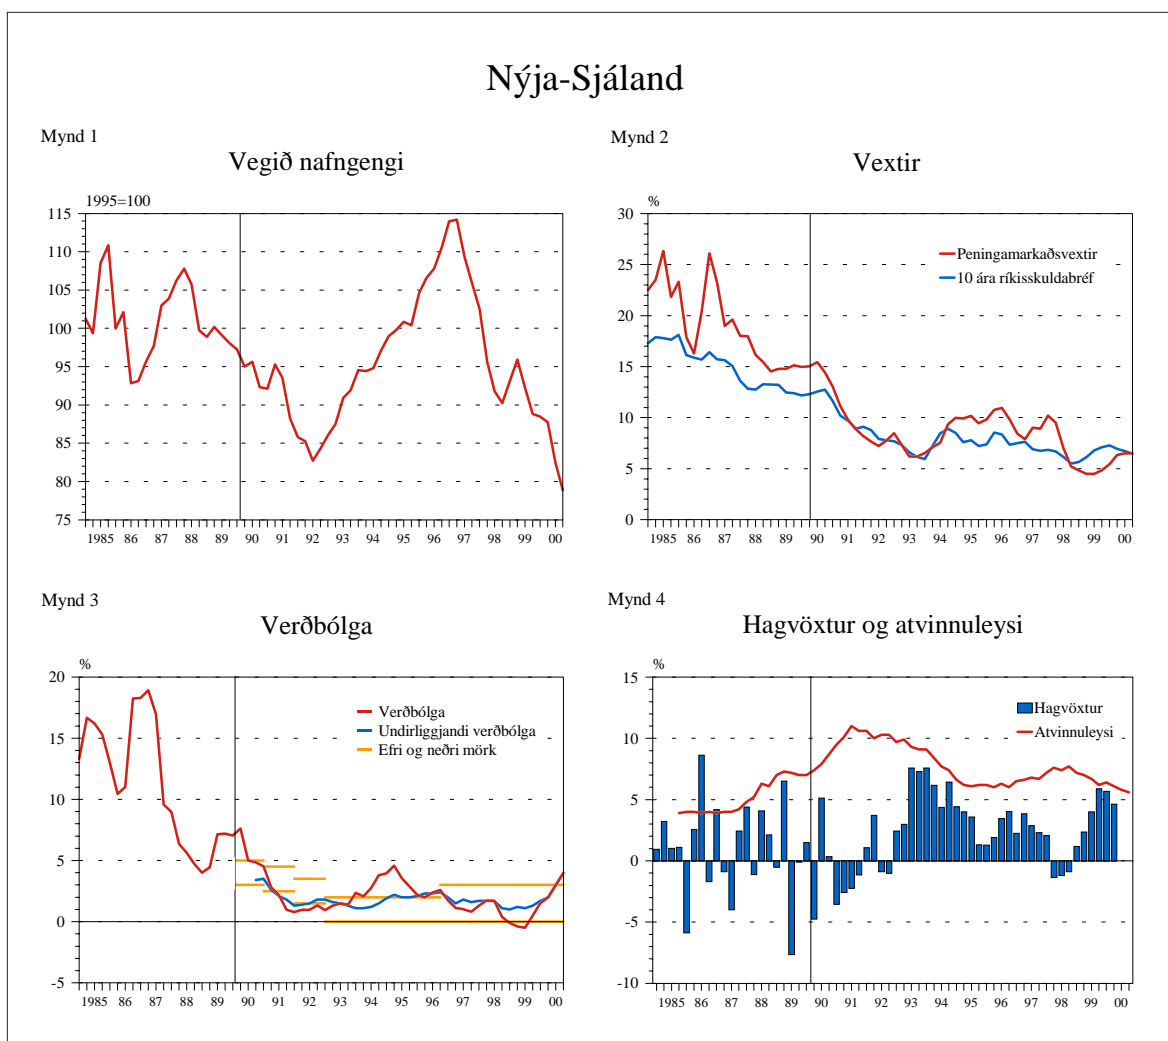 Nýja-Sjáland
Mynd 1
Vegið nafngengi
1995=100
115
110
105
100
95
90
85
80
75
1985 86 87 88 89 90 91 92 93 94 95 96 97 98 99 00
Mynd 2
Vextir
%
30
25
20
15
10
5
0
Peningamarkaðsvextir
10 ára ríkisskuldabréf
1985 86 87 88 89 90 91 92 93 94 95 96 97 98 99 00
Mynd 3
Verðbólga
%
20
15
10
5
0
-5
Verðbólga
Undirliggjandi verðbólga
Efri og neðri mörk
1985 86 87 88 89 90 91 92 93 94 95 96 97 98 99 00
Mynd 4
Hagvöxtur og atvinnuleysi
%
15
10
5
0
-5
-10
Hagvöxtur
Atvinnuleysi
1985 86 87 88 89 90 91 92 93 94 95 96 97 98 99 00